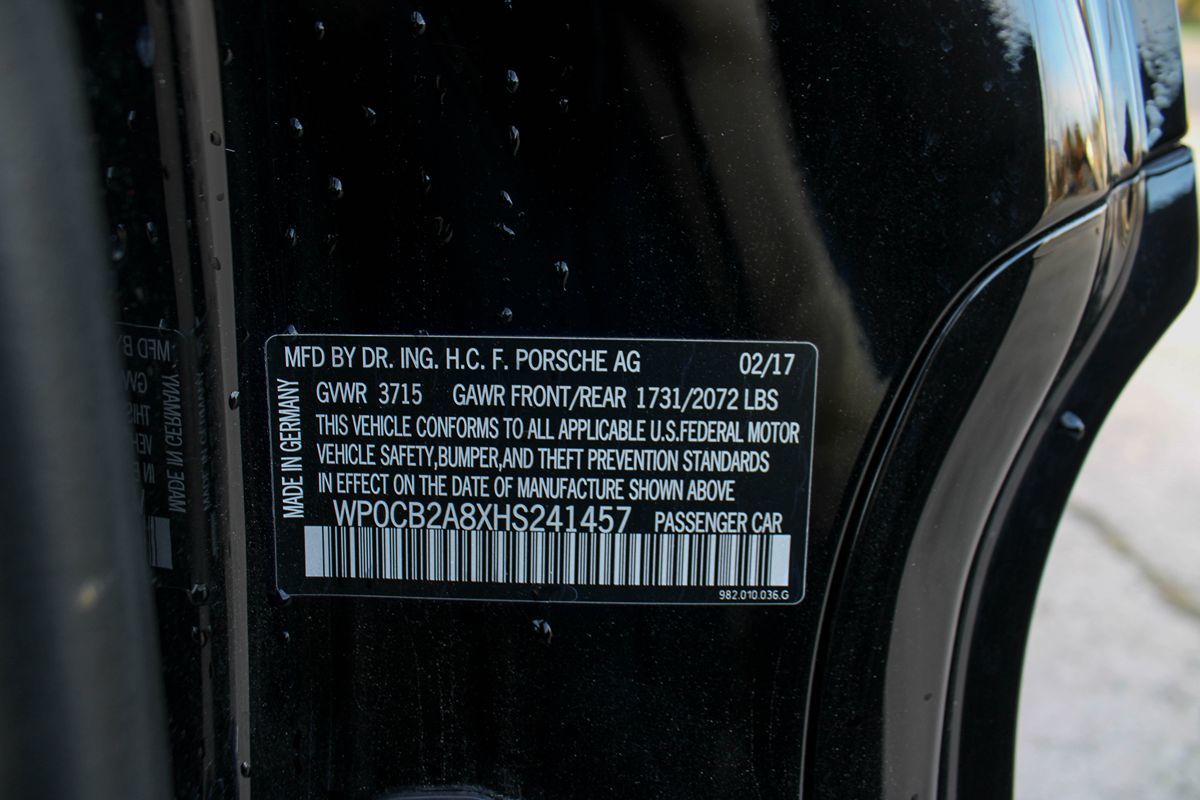 MFD BY DR. ING. H.C. F. PORSCHE AG 02/17
GVWR 3715 GAWR FRONT/REAR 1731/2072 LBS
THIS VEHICLE CONFORMS TO ALL APPLICABLE U.S.FEDERAL MOTOR
VEHICLE SAFETY,BUMPER,AND THEFT PREVENTION STANDARDS
IN EFFECT ON THE DATE OF MANUFACTURE SHOWN ABOVE
WP0CB2A8XHS241457 PASSENGER CAR
982.010.036.G
MADE IN GERMANY